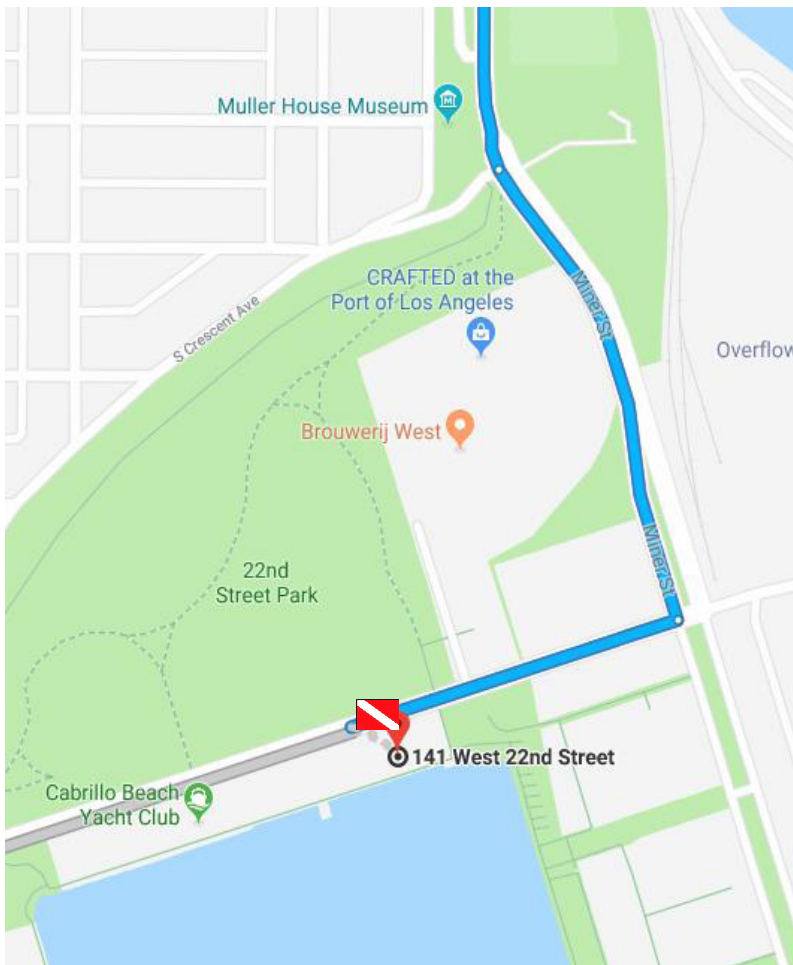 Muller House Museum
CRAFTED at the
Port of Los Angeles
Miner St
S Crescent Ave
Overflow
Brouwerij West
Miner St
22nd
Street Park
141 West 22nd Street
Cabrillo Beach
Yacht Club